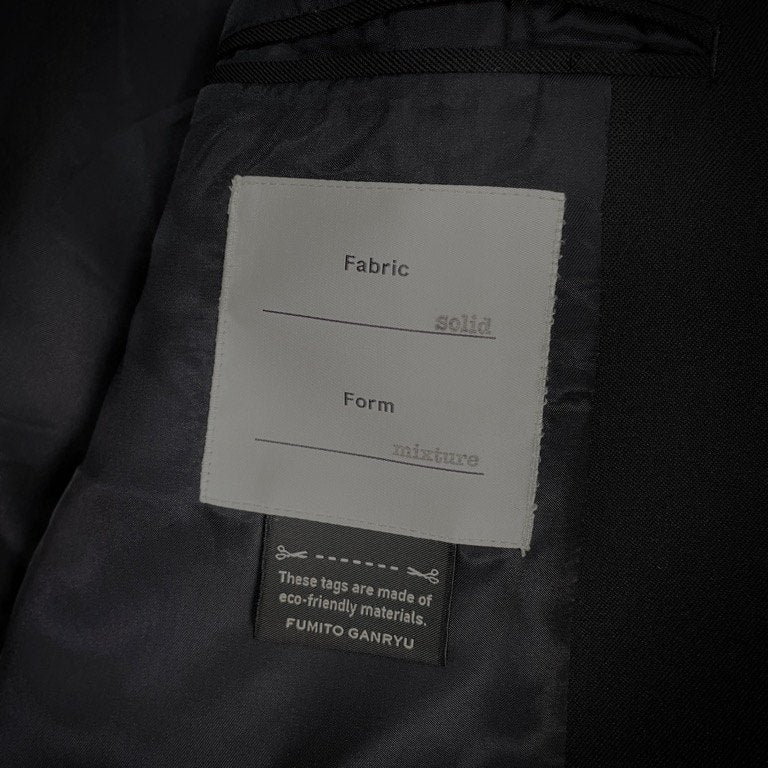 Fabric
solid
Form
mixture
These tags are made of
eco-friendly materials.
FUMITO GANRYU